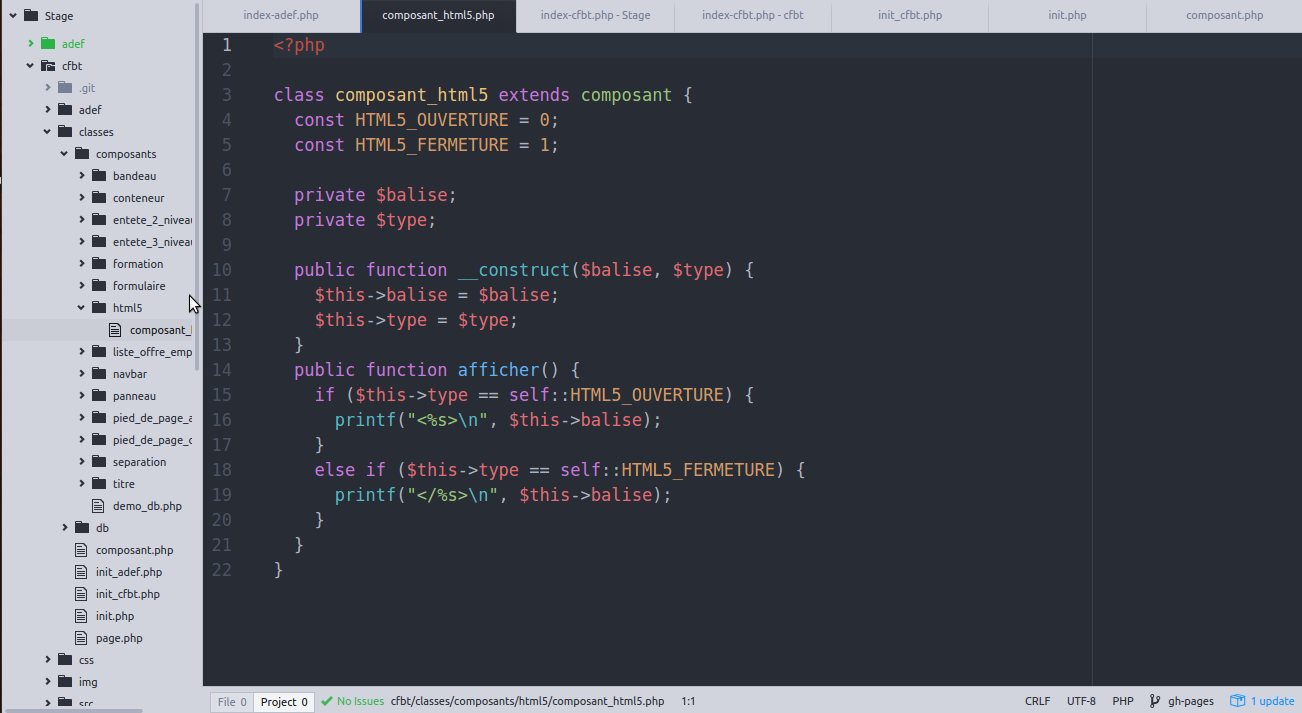 Stage
adef
cfbt
.git
adef
classes
composants
bandeau
conteneur
entete_2_niveau
entete_3_niveau
formation
formulaire
html5
composant_
liste_offre_emp
navbar
panneau
pied_de_page_a
pied_de_page_c
separation
titre
demo_db.php
db
composant.php
init_adef.php
init_cfbt.php
init.php
page.php
css
img
src
index-adef.php composant_html5.php index-cfbt.php - Stage index-cfbt.php - cfbt init_cfbt.php init.php composant.php
1 <?php
2
3 class composant_html5 extends composant {
4 const HTML5_OUVERTURE = 0;
5 const HTML5_FERMETURE = 1;
6
7 private $balise;
8 private $type;
9
10 public function __construct($balise, $type) {
11 $this->balise = $balise;
12 $this->type = $type;
13 }
14 public function afficher() {
15 if ($this->type == self::HTML5_OUVERTURE) {
16 printf("<%s>\n", $this->balise);
17 }
18 else if ($this->type == self::HTML5_FERMETURE) {
19 printf("</%s>\n", $this->balise);
20 }
21 }
22 }
File 0 Project 0 No Issues cfbt/classes/composants/html5/composant_html5.php 1:1 CRLF UTF-8 PHP gh-pages 1 update